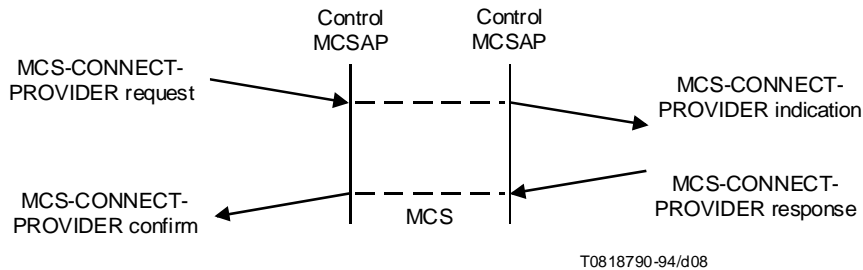 Control
MCSAP
Control
MCSAP
MCS-CONNECT-
PROVIDER request
MCS-CONNECT-
PROVIDER indication
MCS-CONNECT-
PROVIDER confirm
MCS
MCS-CONNECT-
PROVIDER response
T0818790-94/d08